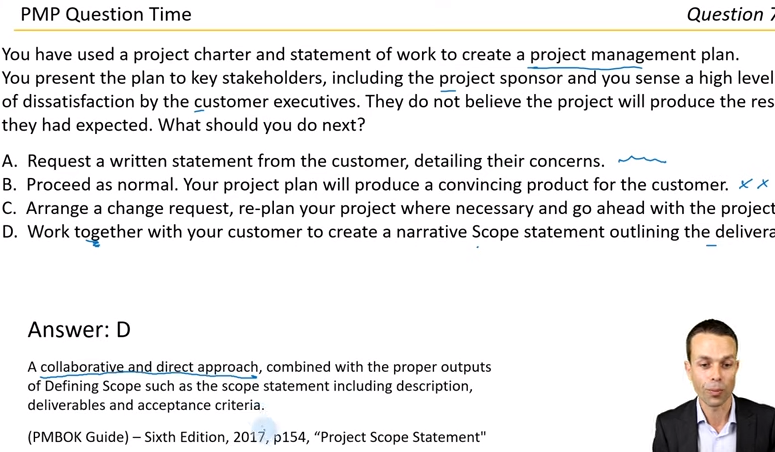 PMP Question Time
Question 7
You have used a project charter and statement of work to create a project management plan.
You present the plan to key stakeholders, including the project sponsor and you sense a high level
of dissatisfaction by the customer executives. They do not believe the project will produce the res
they had expected. What should you do next?
A. Request a written statement from the customer, detailing their concerns.
B. Proceed as normal. Your project plan will produce a convincing product for the customer.
C. Arrange a change request, re-plan your project where necessary and go ahead with the project
D. Work together with your customer to create a narrative Scope statement outlining the delivera
Answer: D
A collaborative and direct approach, combined with the proper outputs
of Defining Scope such as the scope statement including description,
deliverables and acceptance criteria.
(PMBOK Guide) – Sixth Edition, 2017, p154, “Project Scope Statement"